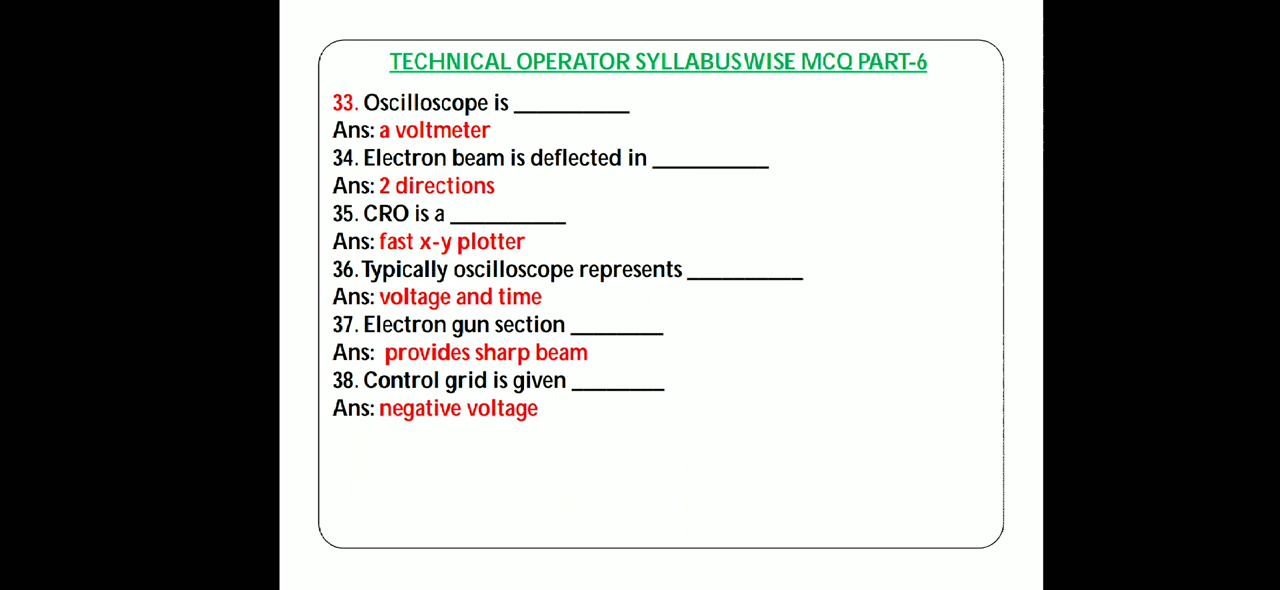 TECHNICAL OPERATOR SYLLABUSWISE MCQ PART-6
33. Oscilloscope is __________
Ans: a voltmeter
34. Electron beam is deflected in __________
Ans: 2 directions
35. CRO is a __________
Ans: fast x-y plotter
36. Typically oscilloscope represents __________
Ans: voltage and time
37. Electron gun section ________
Ans: provides sharp beam
38. Control grid is given ________
Ans: negative voltage